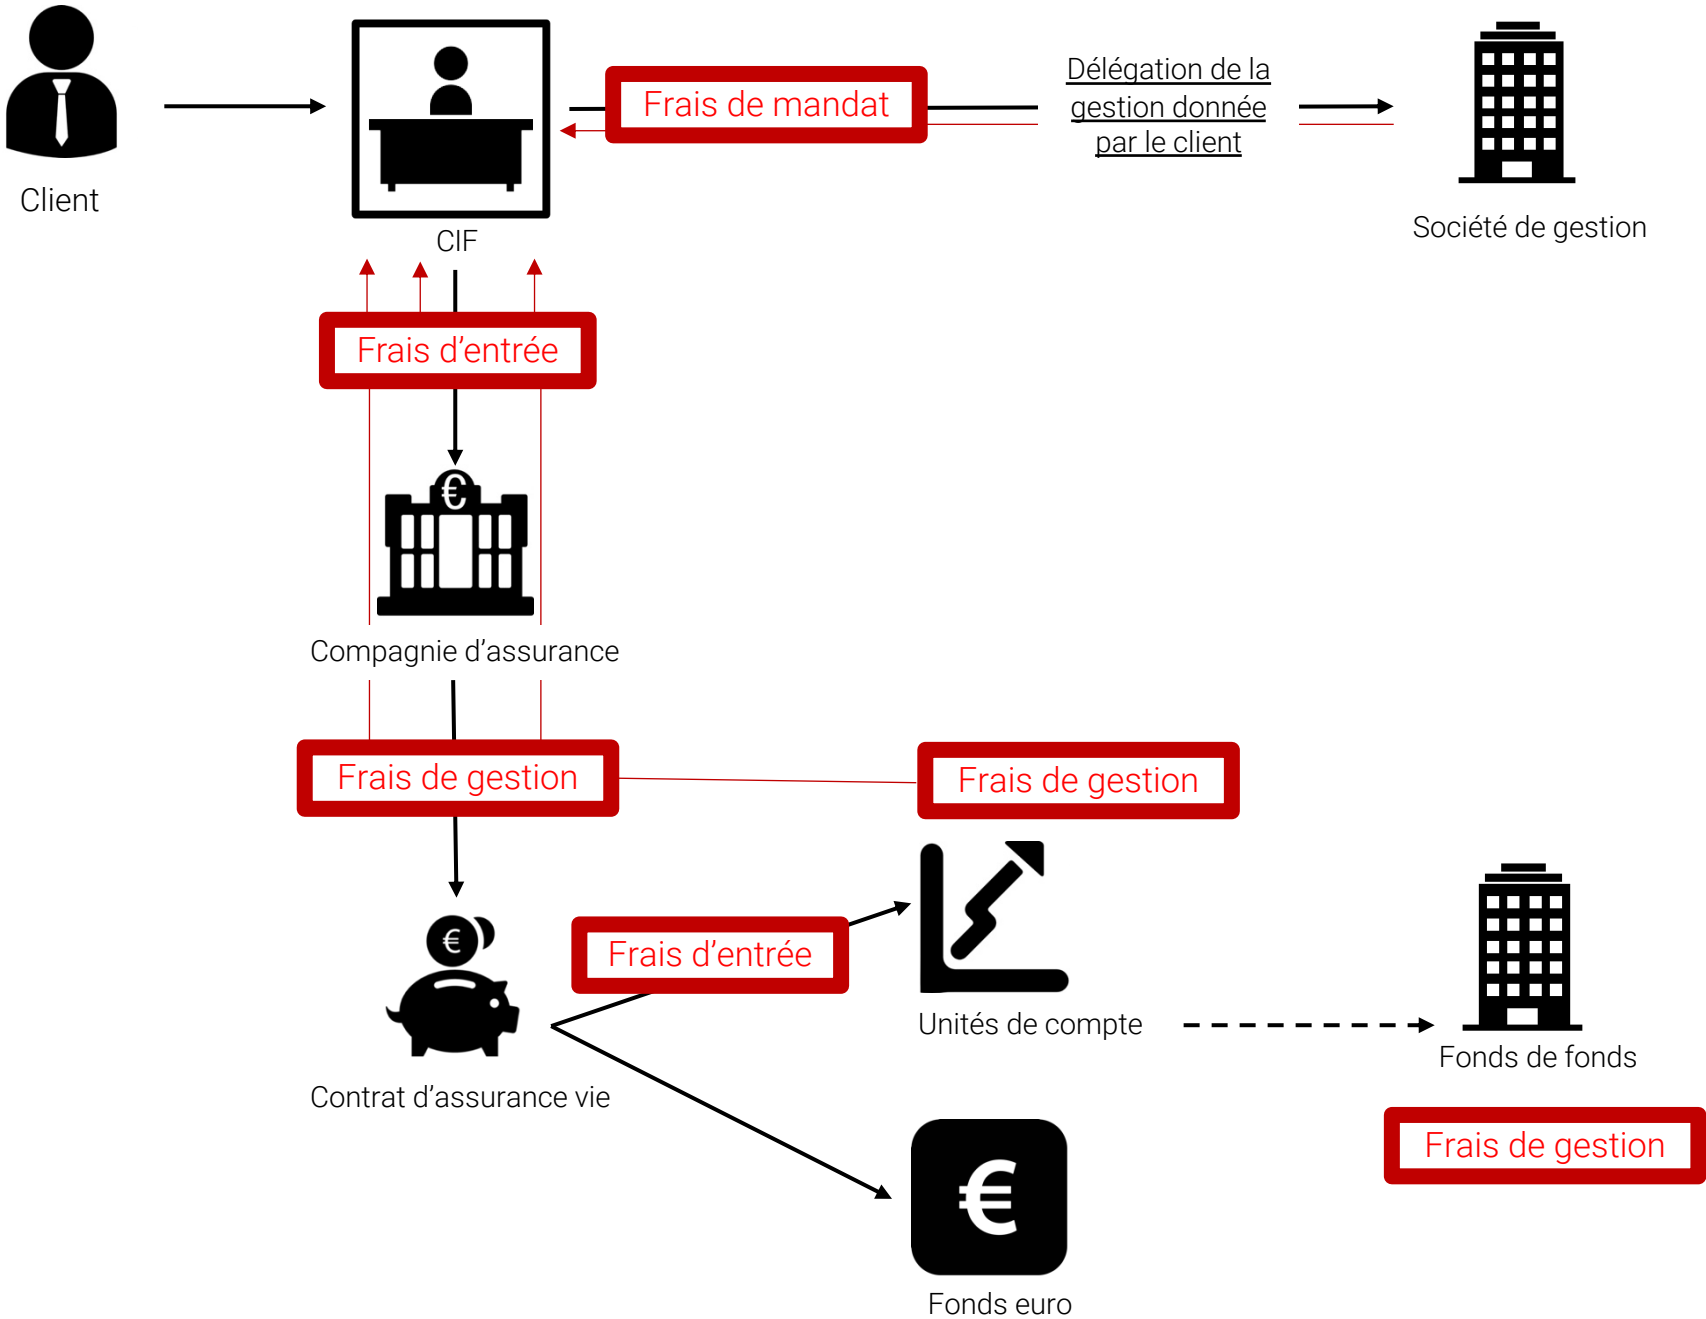 Frais de mandat
Délégation de la
gestion donnée
par le client
Client
CIF
Société de gestion
Frais d'entrée
€
Compagnie d'assurance
Frais de gestion
Frais de gestion
€
Frais d'entrée
Unités de compte
Fonds de fonds
Contrat d'assurance vie
Frais de gestion
€
Fonds euro